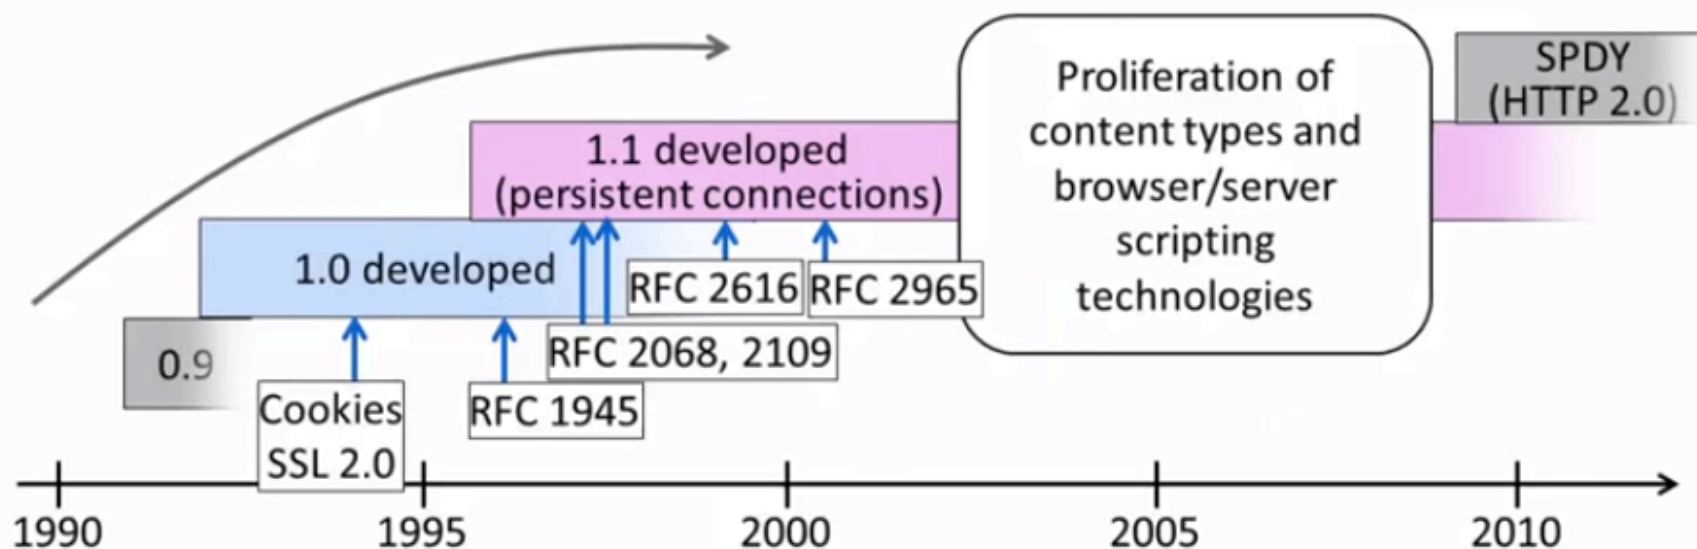 SPDY
(HTTP 2.0)
Proliferation of
content types and
browser/server
scripting
technologies
1.1 developed
(persistent connections)
1.0 developed
RFC 2616
RFC 2965
RFC 2068, 2109
0.9
Cookies
SSL 2.0
RFC 1945
1990
1995
2000
2005
2010